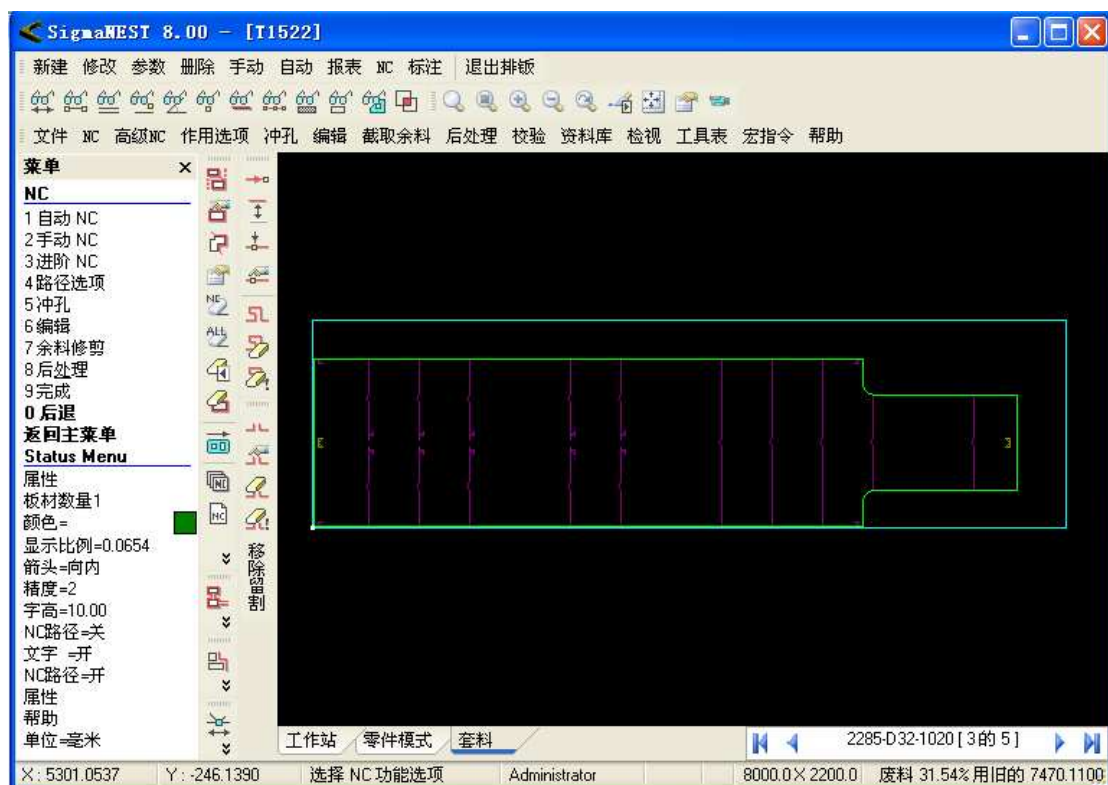 SigmaNEST 8.00 - [T1522]
新建 修改 参数 删除 手动 自动 报表 NC 标注 退出排钣
文件 NC 高级NC 作用选项 冲孔 编辑 截取余料 后处理 校验 资料库 检视 工具表 宏指令 帮助
菜单
NC
1 自动 NC
2 手动 NC
3 进阶 NC
4 路径选项
5 冲孔
6 编辑
7 余料修剪
8 后处理
9 完成
0 后退
返回主菜单
Status Menu
属性
板材数量1
颜色=
显示比例=0.0654
箭头=向内
精度=2
字高=10.00
NC路径=关
文字 =开
NC路径=开
属性
帮助
单位=毫米
NC
ALL
NC
NC
移除留割
工作站 零件模式 套料
2285-D32-1020 [ 3的 5 ]
X : 5301.0537 Y : -246.1390 选择 NC 功能选项 Administrator 8000.0 X 2200.0 废料 31.54% 用旧的 7470.1100